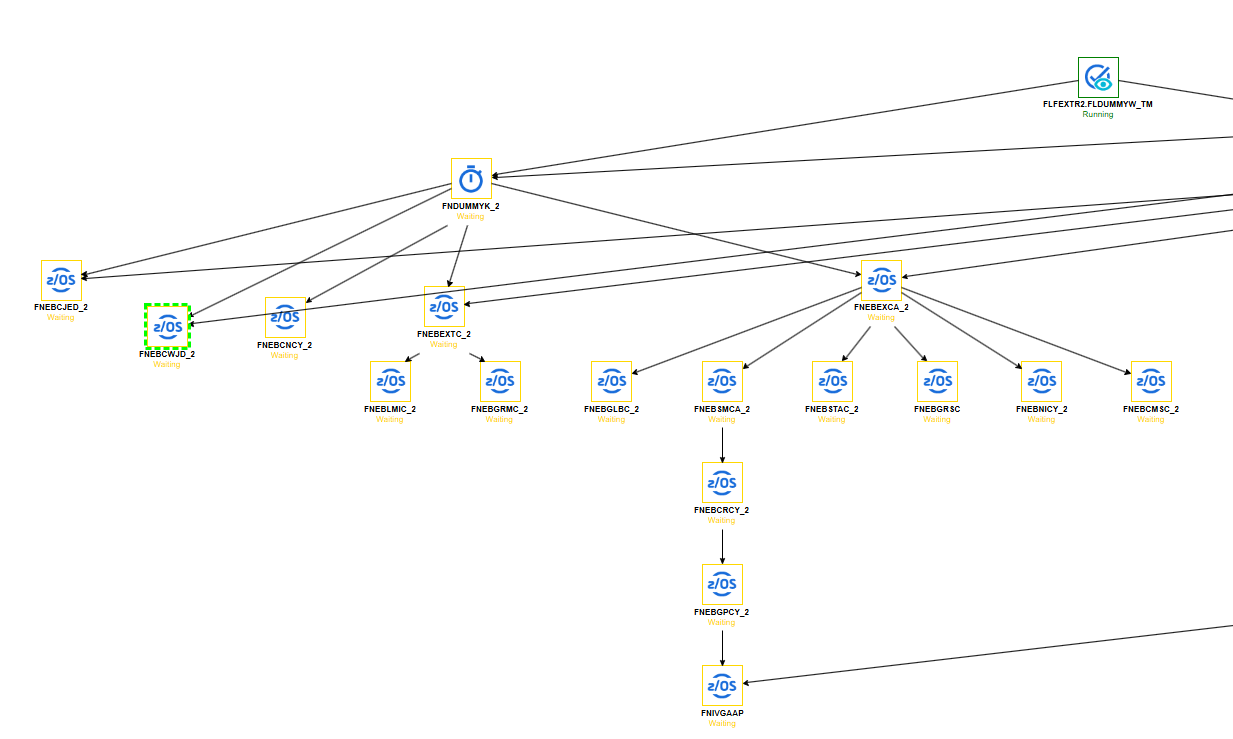 FLFEXTR2.FLDUMMYW_TM
Running
FNDUMMYK_2
Waiting
z/OS
FNEBCJED_2
Waiting
z/OS
FNEBCWJD_2
Waiting
z/OS
FNEBCNCY_2
Waiting
z/OS
FNEBEXTC_2
Waiting
z/OS
FNEBEXCA_2
Waiting
z/OS
FNEBLMIC_2
Waiting
z/OS
FNEBGRMC_2
Waiting
z/OS
FNEBGLBC_2
Waiting
z/OS
FNEBSMCA_2
Waiting
z/OS
FNEBSTAC_2
Waiting
z/OS
FNEBGRSC
Waiting
z/OS
FNEBNICY_2
Waiting
z/OS
FNEBCMSC_2
Waiting
z/OS
FNEBCRCY_2
Waiting
z/OS
FNEBGPCY_2
Waiting
z/OS
FNIVGAAP
Waiting